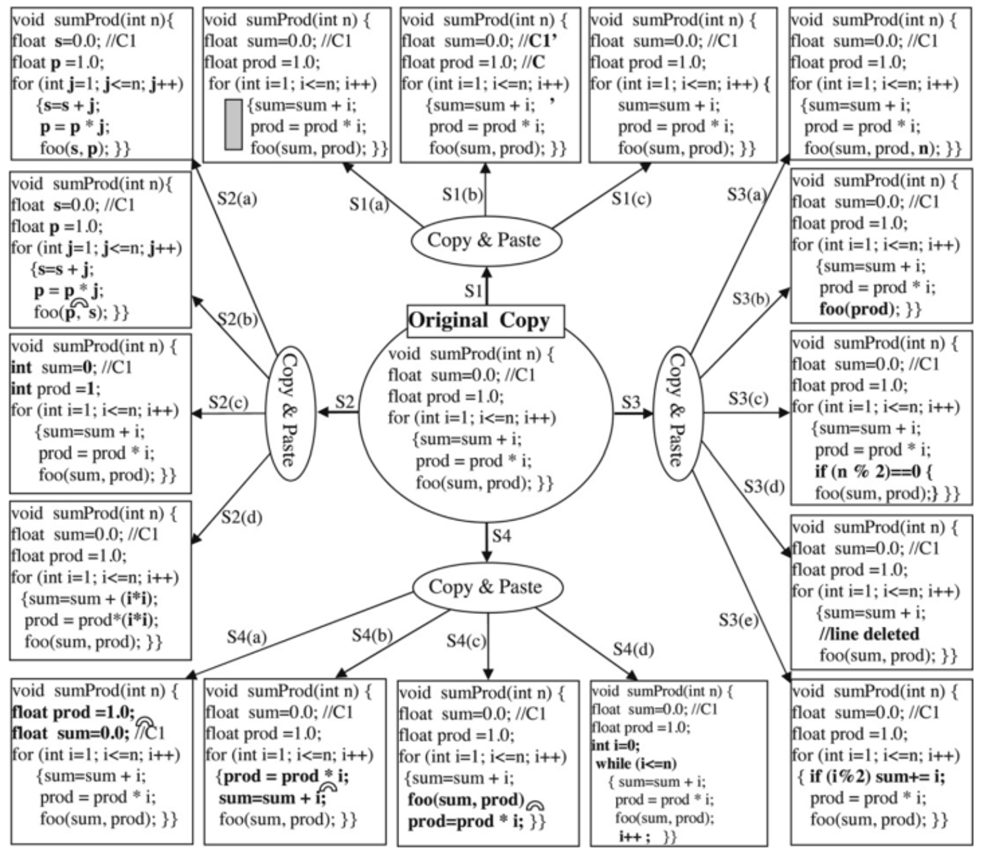 void sumProd(int n){
float s=0.0; //C1
float p =1.0;
for (int j=1; j<=n; j++)
{s=s + j;
p = p * j;
foo(s, p); }}
void sumProd(int n) {
float sum=0.0; //C1
float prod =1.0;
for (int i=1; i<=n; i++)
{sum=sum + i;
prod = prod * i;
foo(sum, prod); }}
void sumProd(int n) {
float sum=0.0; //C1’
float prod =1.0; //C
for (int i=1; i<=n; i++)
{sum=sum + i; ’
prod = prod * i;
foo(sum, prod); }}
void sumProd(int n) {
float sum=0.0; //C1
float prod =1.0;
for (int i=1; i<=n; i++) {
sum=sum + i;
prod = prod * i;
foo(sum, prod); }}
void sumProd(int n) {
float sum=0.0; //C1
float prod =1.0;
for (int i=1; i<=n; i++)
{sum=sum + i;
prod = prod * i;
foo(sum, prod, n); }}
S2(a)
S1(a)
S1(b)
S1(c)
S3(a)
Copy & Paste
S1
void sumProd(int n){
float s=0.0; //C1
float p =1.0;
for (int j=1; j<=n; j++)
{s=s + j;
p = p * j;
foo(p, s); }}
S2(b)
void sumProd(int n) {
float sum=0.0; //C1
float prod =1.0;
for (int i=1; i<=n; i++)
{sum=sum + i;
prod = prod * i;
foo(prod); }}
S3(b)
Original Copy
void sumProd(int n) {
float sum=0.0; //C1
float prod =1.0;
for (int i=1; i<=n; i++)
{sum=sum + i;
prod = prod * i;
foo(sum, prod); }}
S2
Copy & Paste
S2(c)
S3
Copy & Paste
S3(c)
void sumProd(int n) {
int sum=0; //C1
int prod =1;
for (int i=1; i<=n; i++)
{sum=sum + i;
prod = prod * i;
foo(sum, prod); }}
void sumProd(int n) {
float sum=0.0; //C1
float prod =1.0;
for (int i=1; i<=n; i++)
{sum=sum + i;
prod = prod * i;
if (n % 2)==0 {
foo(sum, prod);} }}
S2(d)
S3(d)
void sumProd(int n) {
float sum=0.0; //C1
float prod =1.0;
for (int i=1; i<=n; i++)
{sum=sum + (i*i);
prod = prod*(i*i);
foo(sum, prod); }}
S4
Copy & Paste
void sumProd(int n) {
float sum=0.0; //C1
float prod =1.0;
for (int i=1; i<=n; i++)
{sum=sum + i;
//line deleted
foo(sum, prod); }}
S4(a)
S4(b)
S4(c)
S4(d)
S3(e)
void sumProd(int n) {
float prod =1.0;
float sum=0.0; //C1
for (int i=1; i<=n; i++)
{sum=sum + i;
prod = prod * i;
foo(sum, prod); }}
void sumProd(int n) {
float sum=0.0; //C1
float prod =1.0;
for (int i=1; i<=n; i++)
{prod = prod * i;
sum=sum + i;
foo(sum, prod); }}
void sumProd(int n) {
float sum=0.0; //C1
float prod =1.0;
for (int i=1; i<=n; i++)
{sum=sum + i;
foo(sum, prod)
prod=prod * i; }}
void sumProd(int n) {
float sum=0.0; //C1
float prod =1.0;
int i=0;
while (i<=n)
{ sum=sum + i;
prod = prod * i;
foo(sum, prod);
i++ ; }}
void sumProd(int n) {
float sum=0.0; //C1
float prod =1.0;
for (int i=1; i<=n; i++)
{ if (i%2) sum+= i;
prod = prod * i;
foo(sum, prod); }}